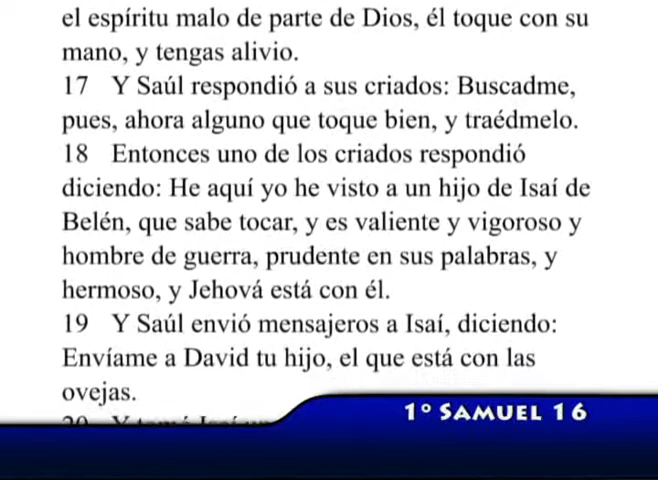 el espíritu malo de parte de Dios, él toque con su
mano, y tengas alivio.
17 Y Saúl respondió a sus criados: Buscadme,
pues, ahora alguno que toque bien, y traédmelo.
18 Entonces uno de los criados respondió
diciendo: He aquí yo he visto a un hijo de Isaí de
Belén, que sabe tocar, y es valiente y vigoroso y
hombre de guerra, prudente en sus palabras, y
hermoso, y Jehová está con él.
19 Y Saúl envió mensajeros a Isaí, diciendo:
Envíame a David tu hijo, el que está con las
ovejas.
1° SAMUEL 16